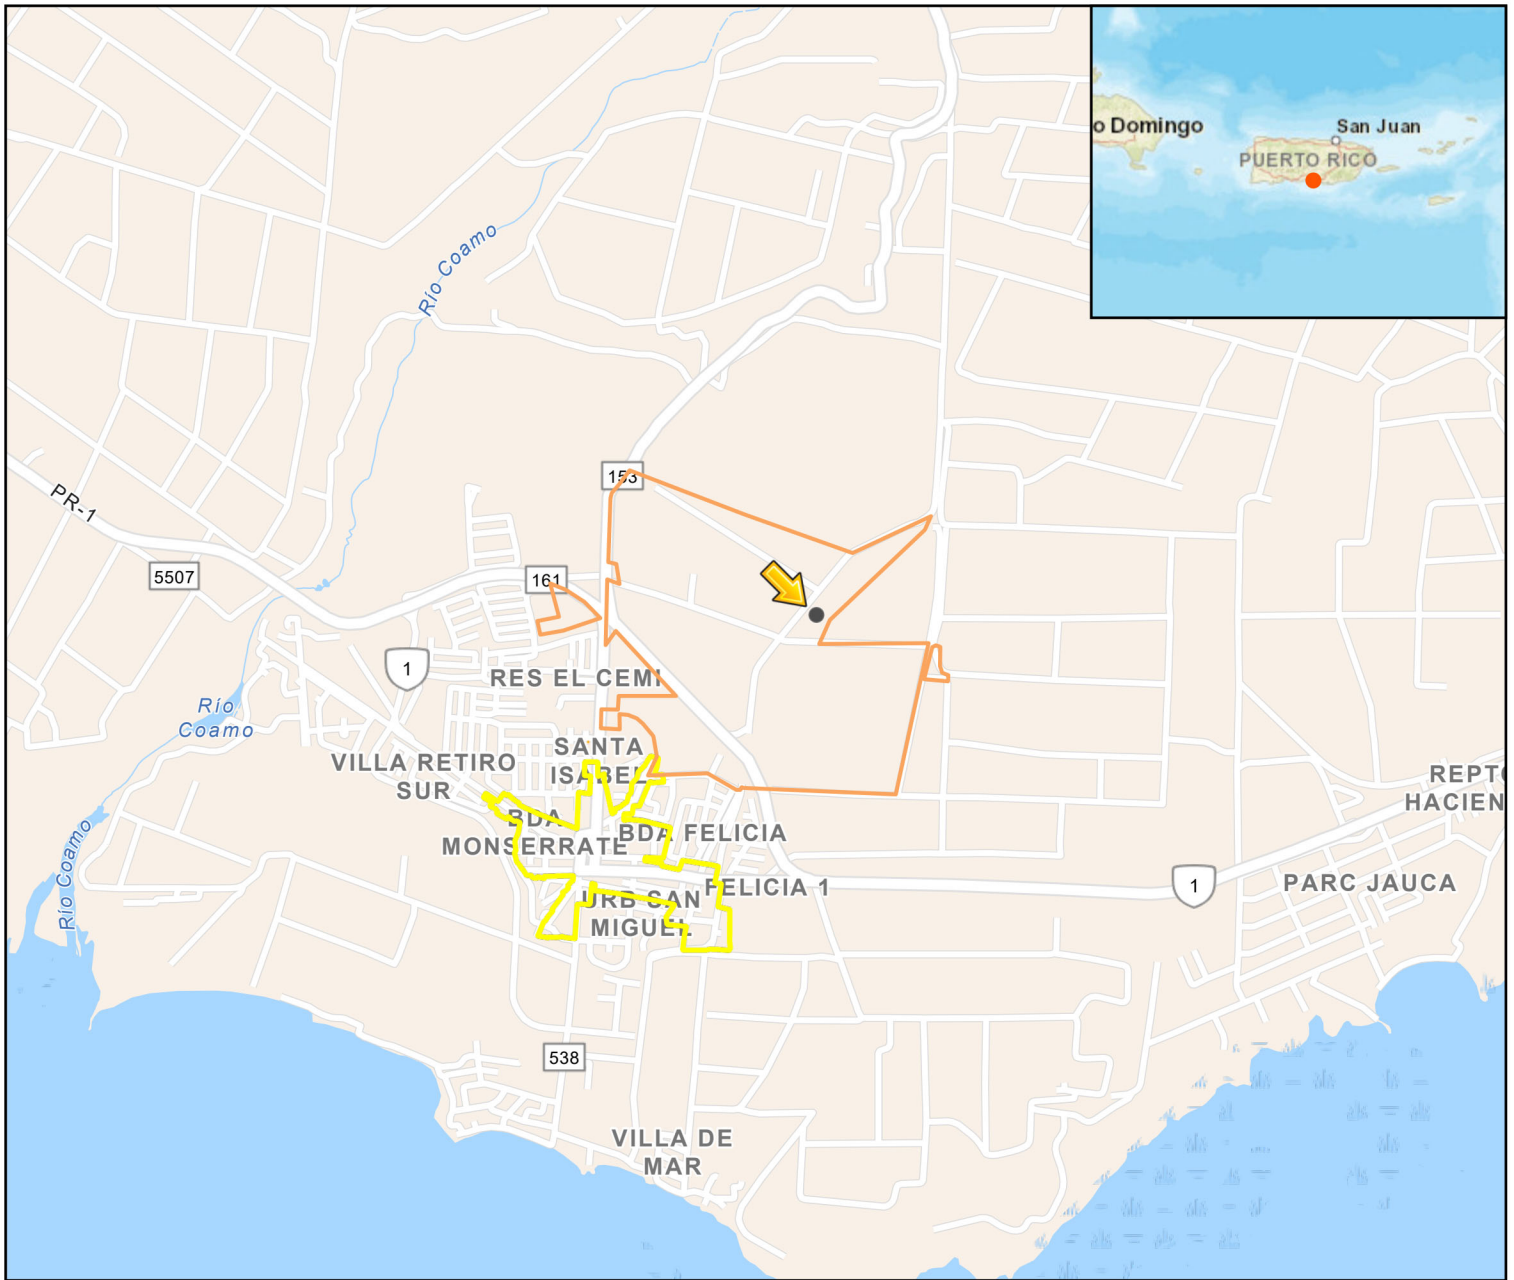 o Domingo
San Juan
PUERTO RICO
Río Coamo
153
PR-1
5507
161
1
RES EL CEMI
Río
Coamo
SANTA
ISABEL
VILLA RETIRO
SUR
REPTO
HACIEN
BDA
MONSERRATE
BDA FELICIA
Río Coamo
FELICIA 1
1
PARC JAUCA
URB SAN
MIGUEL
538
VILLA DE
MAR